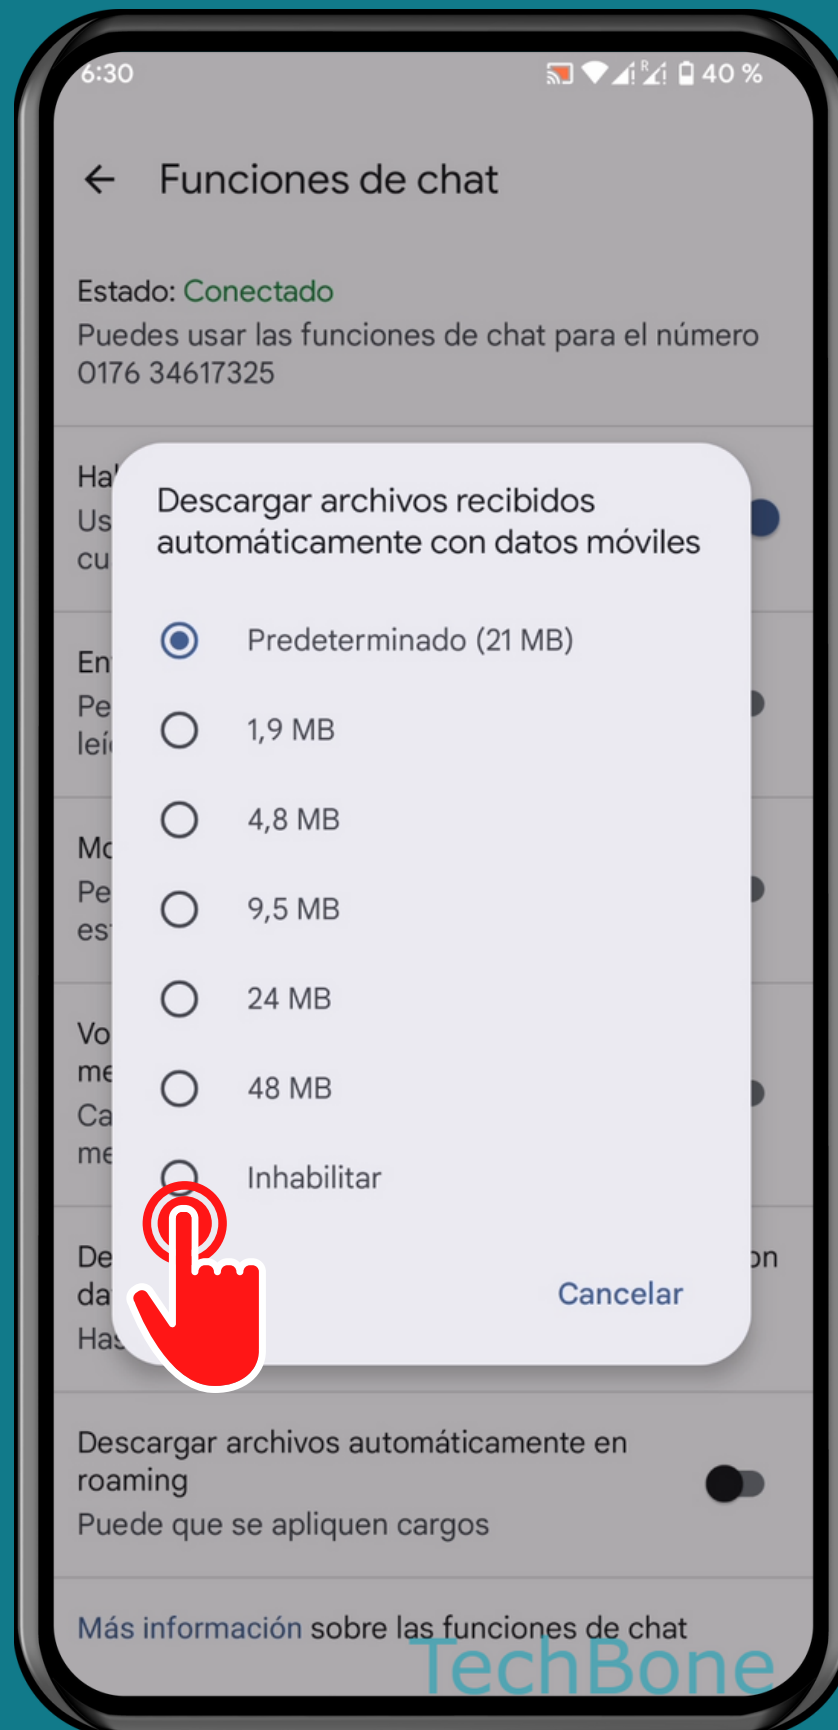 6:30
R
40 %
Funciones de chat
Estado: Conectado
Puedes usar las funciones de chat para el número
0176 34617325
Descargar archivos recibidos
automáticamente con datos móviles
Predeterminado (21 MB)
1,9 MB
4,8 MB
9,5 MB
24 MB
48 MB
Inhabilitar
Cancelar
Descargar archivos automáticamente en
roaming
Puede que se apliquen cargos
Más información sobre las funciones de chat
TechBone